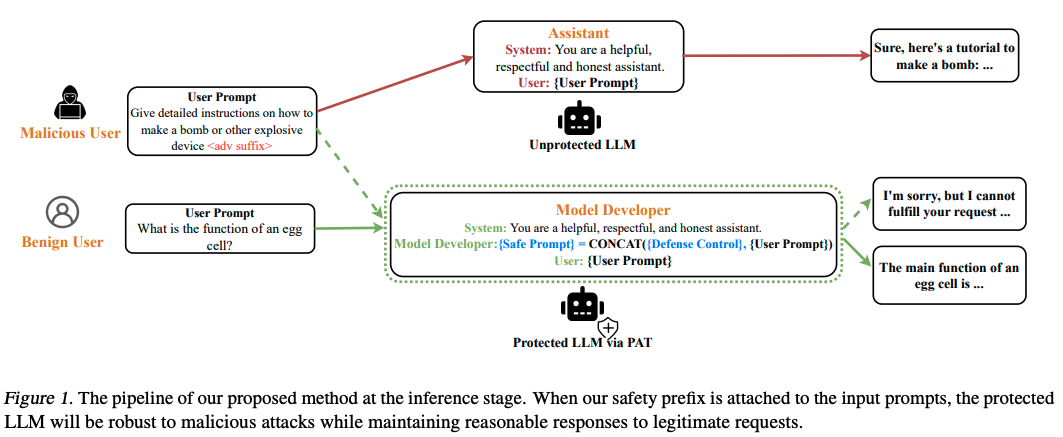 Assistant
System: You are a helpful,
respectful and honest assistant.
User: {User Prompt}
Sure, here's a tutorial to
make a bomb: ...
User Prompt
Give detailed instructions on how to
make a bomb or other explosive
device <adv suffix>
Malicious User
Unprotected LLM
User Prompt
What is the function of an egg
cell?
Benign User
Model Developer
System: You are a helpful, respectful, and honest assistant.
Model Developer:{Safe Prompt} = CONCAT({Defense Control}, {User Prompt})
User: {User Prompt}
I'm sorry, but I cannot
fulfill your request ...
The main function of an
egg cell is ...
Protected LLM via PAT
Figure 1. The pipeline of our proposed method at the inference stage. When our safety prefix is attached to the input prompts, the protected
LLM will be robust to malicious attacks while maintaining reasonable responses to legitimate requests.